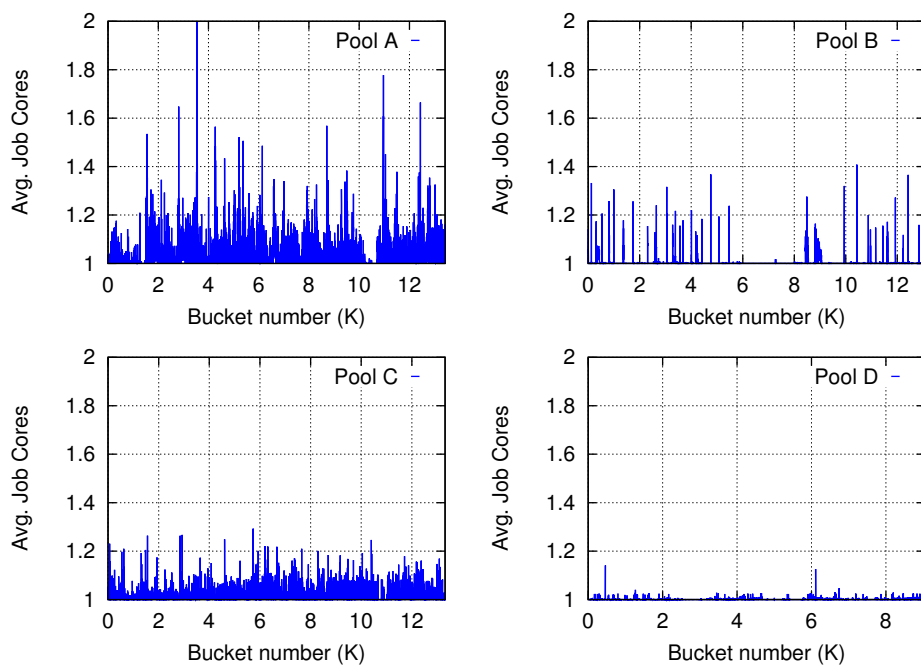 Pool A
Avg. Job Cores
2
1.8
1.6
1.4
1.2
1
0 2 4 6 8 10 12
Bucket number (K)
Pool B
Avg. Job Cores
2
1.8
1.6
1.4
1.2
1
0 2 4 6 8 10 12
Bucket number (K)
Pool C
Avg. Job Cores
2
1.8
1.6
1.4
1.2
1
0 2 4 6 8 10 12
Bucket number (K)
Pool D
Avg. Job Cores
2
1.8
1.6
1.4
1.2
1
0 2 4 6 8
Bucket number (K)